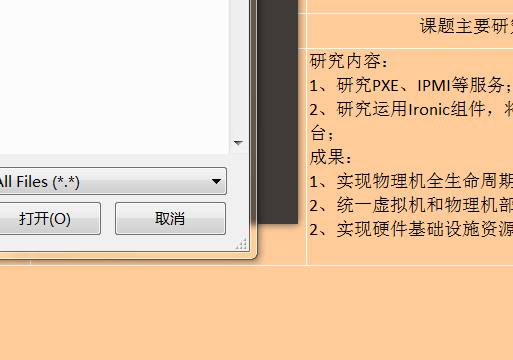 All Files (*.*)
打开(O)
取消
课题主要研
研究内容：
1、研究PXE、IPMI等服务；
2、研究运用Ironic组件，
台；
成果：
1、实现物理机全生命周期
2、统一虚拟机和物理机部
2、实现硬件基础设施资源